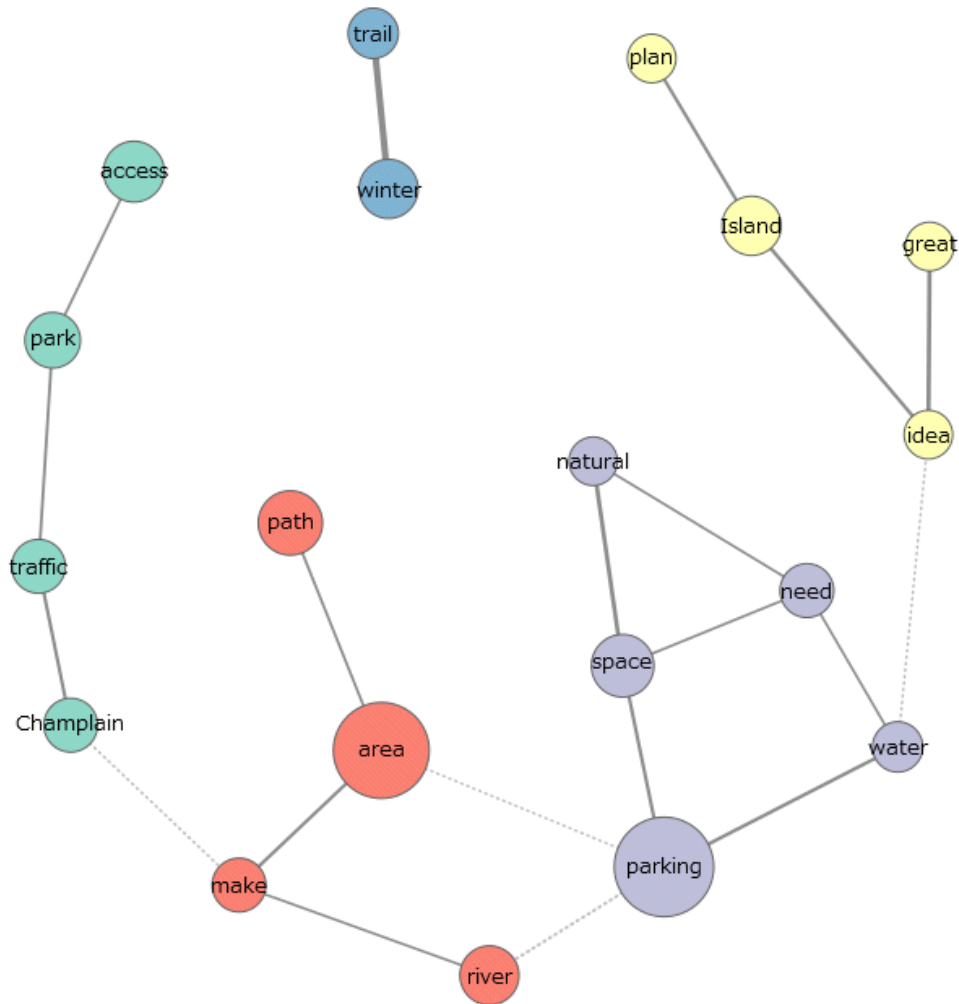 trail
plan
access
winter
Island
great
park
idea
natural
path
traffic
need
space
Champlain
water
area
parking
make
river